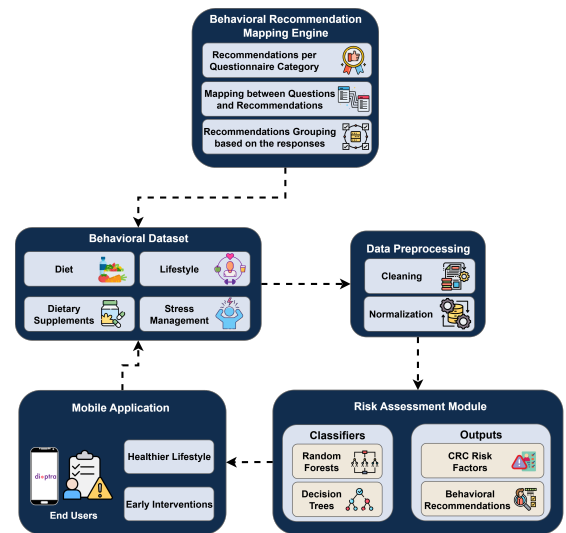 Behavioral Recommendation
Mapping Engine
Recommendations per
Questionnaire Category
Mapping between Questions
and Recommendations
Recommendations Grouping
based on the responses
Behavioral Dataset
Diet
Lifestyle
Dietary
Supplements
Stress
Management
Data Preprocessing
Cleaning
Normalization
Mobile Application
dioptra
End Users
Healthier Lifestyle
Early Interventions
Risk Assessment Module
Classifiers
Random
Forests
Decision
Trees
Outputs
CRC Risk
Factors
Behavioral
Recommendations